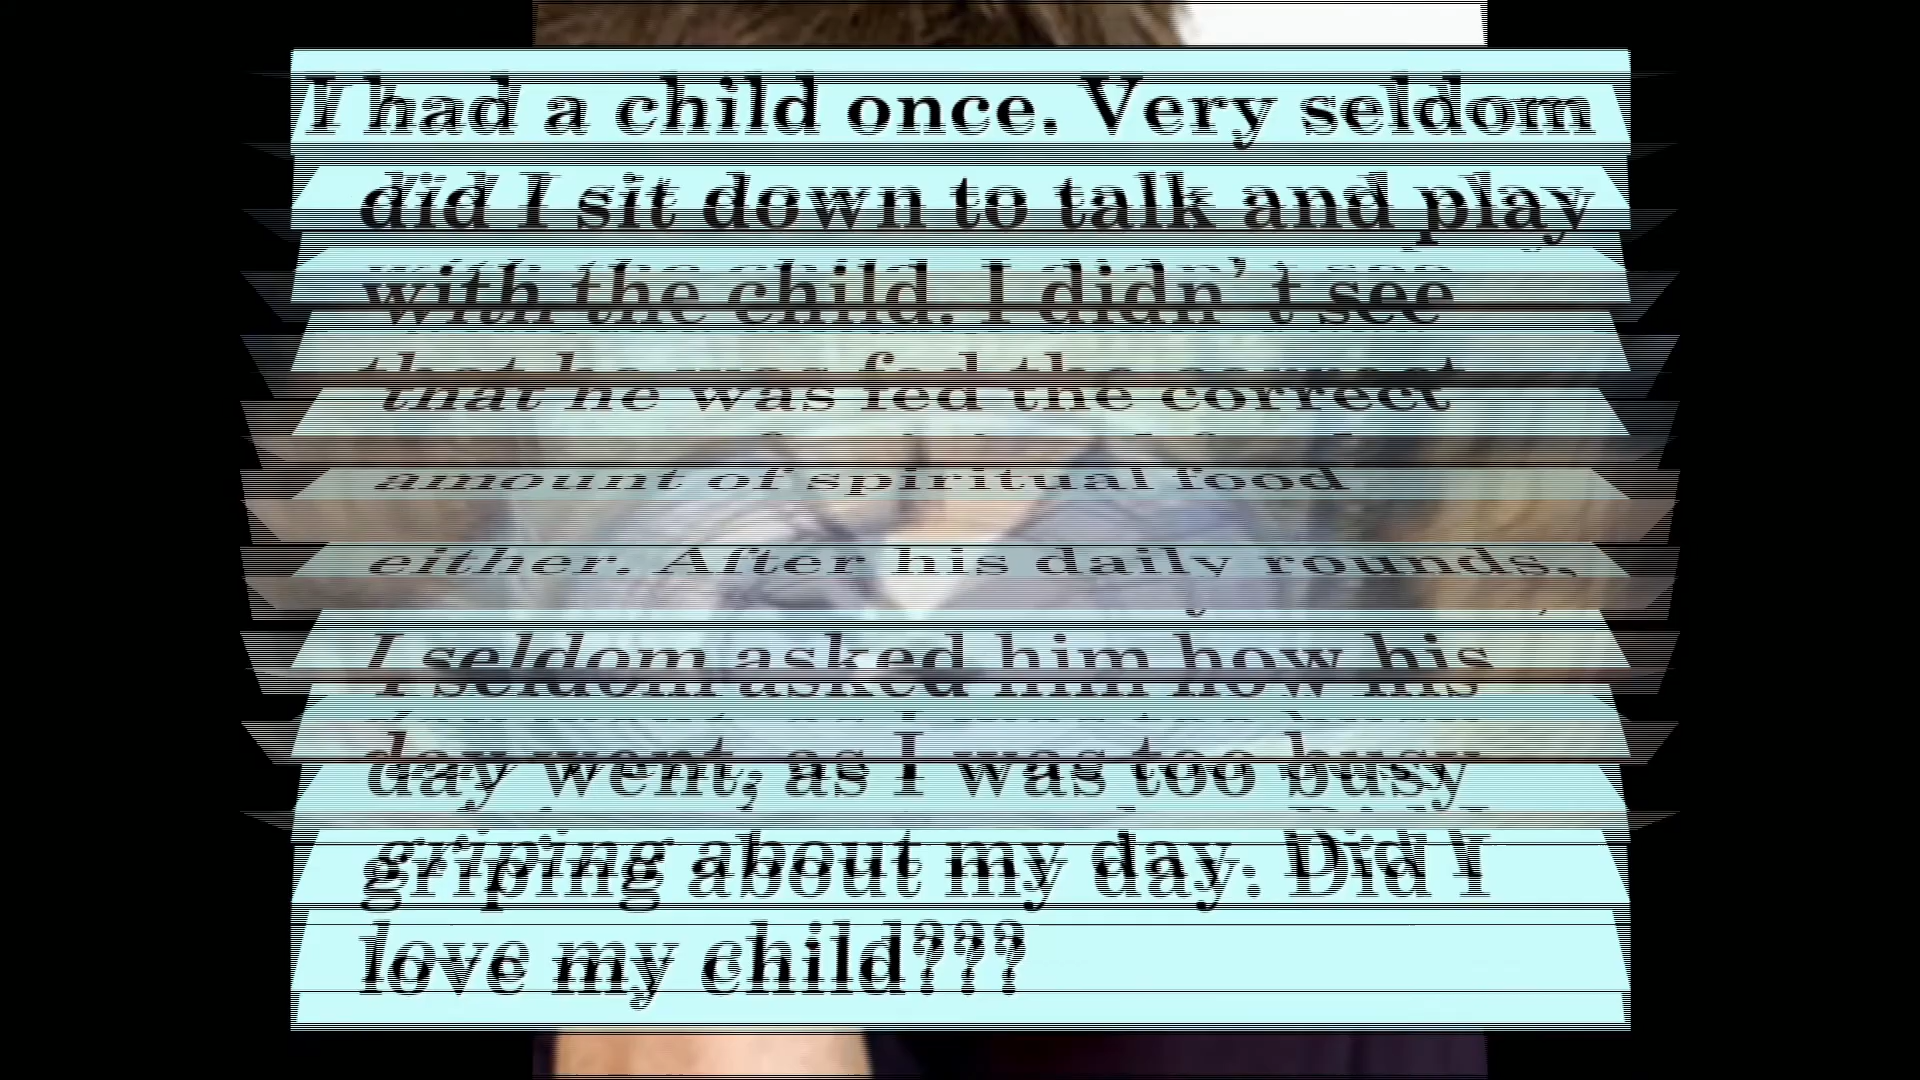 I had a child once. Very seldom
did I sit down to talk and play
with the child. I didn't see
that he was fed the correct
amount of spiritual food
either. After his daily rounds,
I seldom asked him how his
day went, as I was too busy
griping about my day. Did I
love my child???